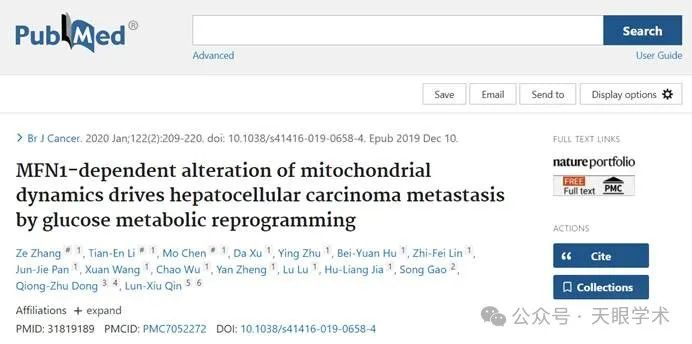 PubMed®
Search
Advanced
User Guide
Save
Email
Send to
Display options
Br J Cancer. 2020 Jan;122(2):209-220. doi: 10.1038/s41416-019-0658-4. Epub 2019 Dec 10.
MFN1-dependent alteration of mitochondrial
dynamics drives hepatocellular carcinoma metastasis
by glucose metabolic reprogramming
Ze Zhang # 1, Tian-En Li # 1, Mo Chen # 1, Da Xu 1, Ying Zhu 1, Bei-Yuan Hu 1, Zhi-Fei Lin 1,
Jun-Jie Pan 1, Xuan Wang 1, Chao Wu 1, Yan Zheng 1, Lu Lu 1, Hu-Liang Jia 1, Song Gao 2,
Qiong-Zhu Dong 3 4, Lun-Xiu Qin 5 6
Affiliations + expand
PMID: 31819189 PMCID: PMC7052272 DOI: 10.1038/s41416-019-0658-4
FULL TEXT LINKS
nature portfolio
FREE
Full text
PMC
ACTIONS
Cite
Collections
公众号 · 天眼学术